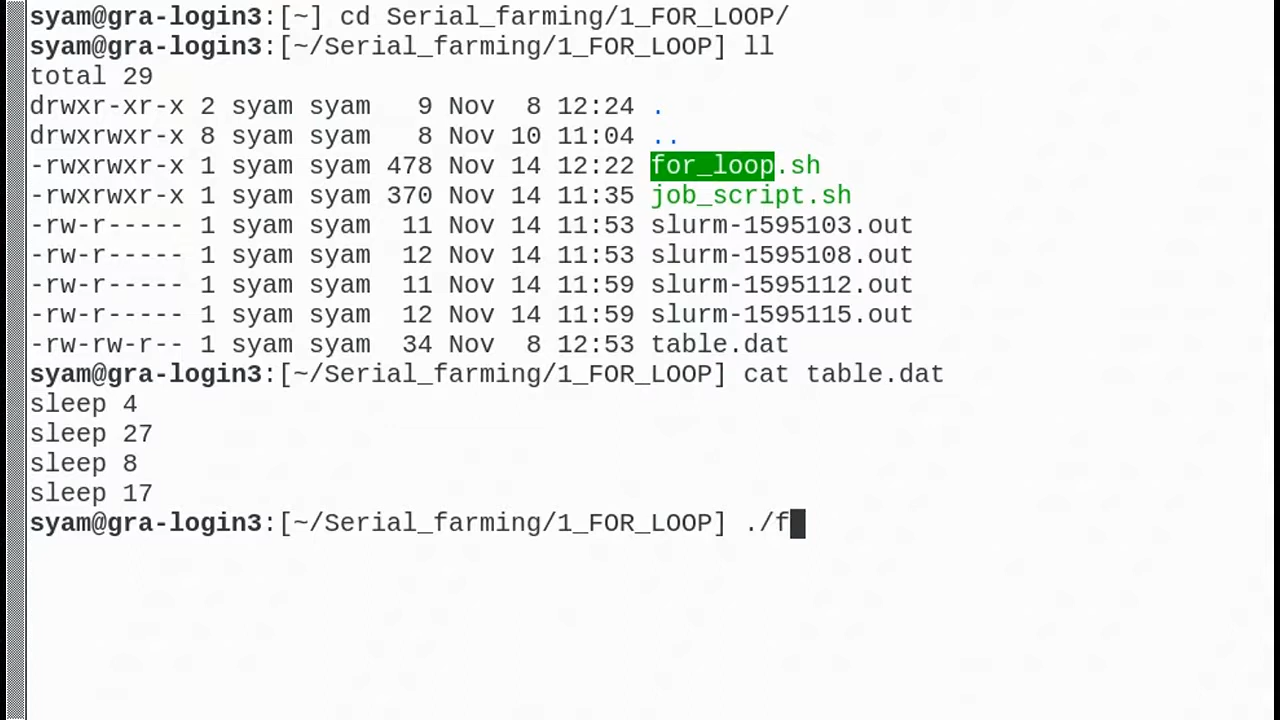 syam@gra-login3:[~] cd Serial_farming/1_FOR_LOOP/
syam@gra-login3:[~/Serial_farming/1_FOR_LOOP] ll
total 29
drwxr-xr-x 2 syam syam   9 Nov  8 12:24 .
drwxrwxr-x 8 syam syam   8 Nov 10 11:04 ..
-rwxrwxr-x 1 syam syam 478 Nov 14 12:22 for_loop.sh
-rwxrwxr-x 1 syam syam 370 Nov 14 11:35 job_script.sh
-rw-r----- 1 syam syam  11 Nov 14 11:53 slurm-1595103.out
-rw-r----- 1 syam syam  12 Nov 14 11:53 slurm-1595108.out
-rw-r----- 1 syam syam  11 Nov 14 11:59 slurm-1595112.out
-rw-r----- 1 syam syam  12 Nov 14 11:59 slurm-1595115.out
-rw-rw-r-- 1 syam syam  34 Nov  8 12:53 table.dat
syam@gra-login3:[~/Serial_farming/1_FOR_LOOP] cat table.dat
sleep 4
sleep 27
sleep 8
sleep 17
syam@gra-login3:[~/Serial_farming/1_FOR_LOOP] ./f